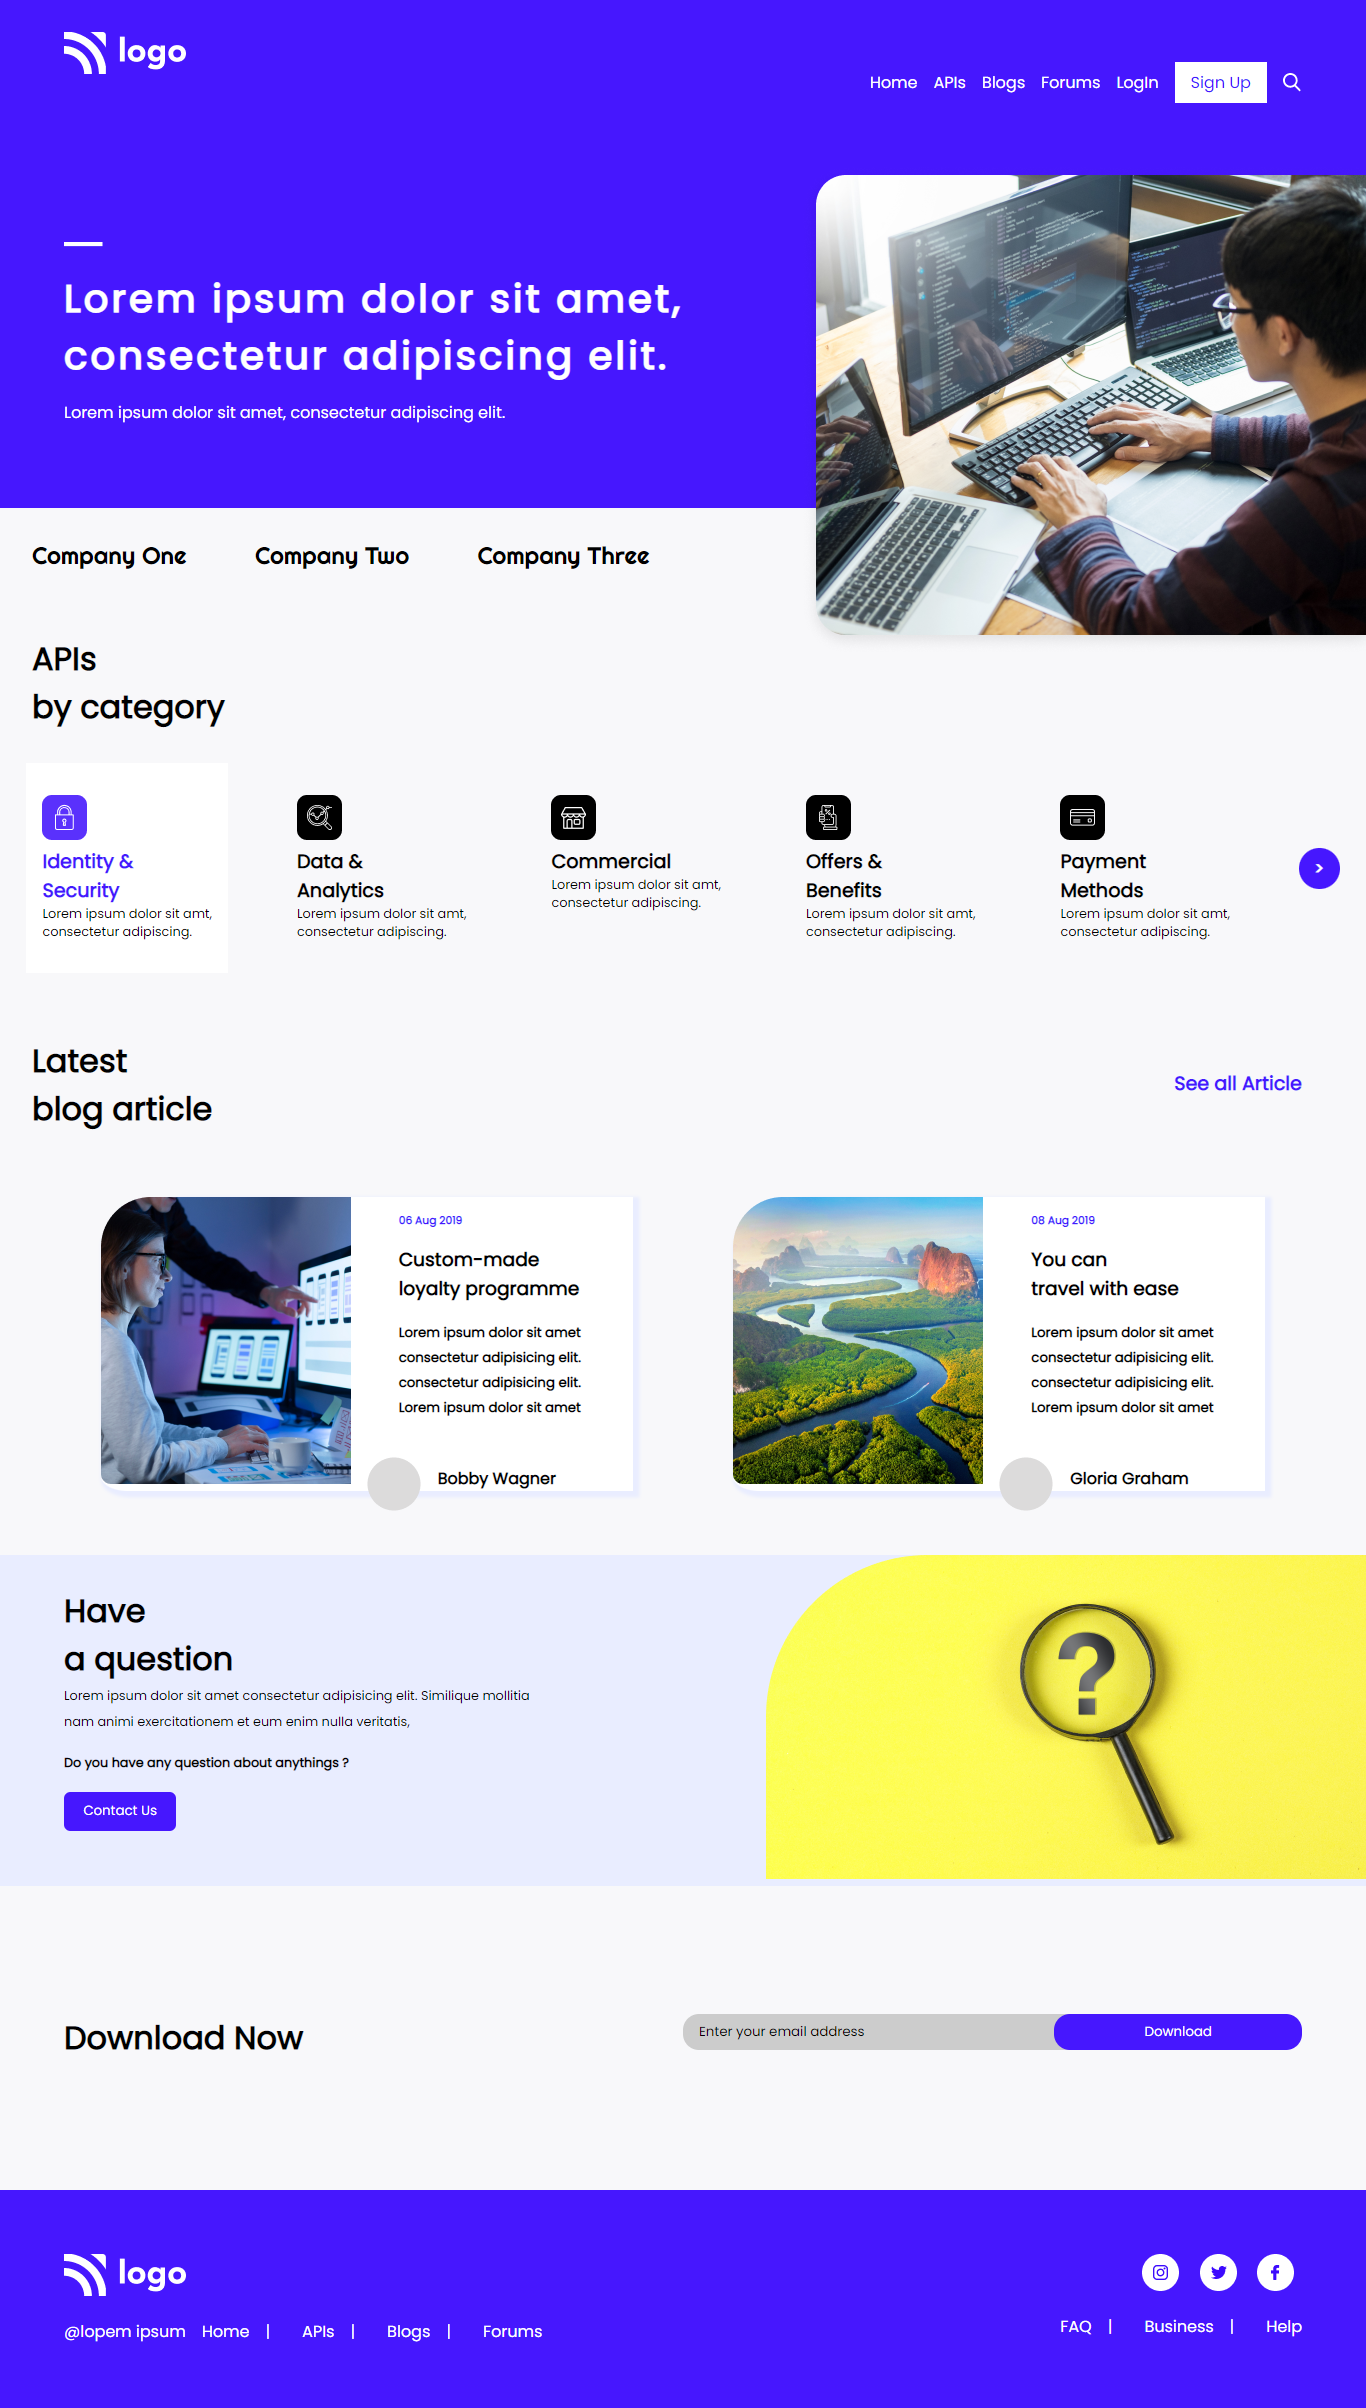 logo
Home APIs Blogs Forums LogIn Sign Up
Lorem ipsum dolor sit amet,
consectetur adipiscing elit.
Lorem ipsum dolor sit amet, consectetur adipiscing elit.
Company One Company Two Company Three
APIs
by category
Identity &
Security
Lorem ipsum dolor sit amt,
consectetur adipiscing.
Data &
Analytics
Lorem ipsum dolor sit amt,
consectetur adipiscing.
Commercial
Lorem ipsum dolor sit amt,
consectetur adipiscing.
Offers &
Benefits
Lorem ipsum dolor sit amt,
consectetur adipiscing.
Payment
Methods
Lorem ipsum dolor sit amt,
consectetur adipiscing.
>
Latest
blog article
See all Article
06 Aug 2019
Custom-made
loyalty programme
Lorem ipsum dolor sit amet
consectetur adipisicing elit.
consectetur adipisicing elit.
Lorem ipsum dolor sit amet
Bobby Wagner
08 Aug 2019
You can
travel with ease
Lorem ipsum dolor sit amet
consectetur adipisicing elit.
consectetur adipisicing elit.
Lorem ipsum dolor sit amet
Gloria Graham
Have
a question
Lorem ipsum dolor sit amet consectetur adipisicing elit. Similique mollitia
nam animi exercitationem et eum enim nulla veritatis,
Do you have any question about anythings ?
Contact Us
?
Download Now
Enter your email address
Download
logo
@lopem ipsum Home | APIs | Blogs | Forums
FAQ | Business | Help